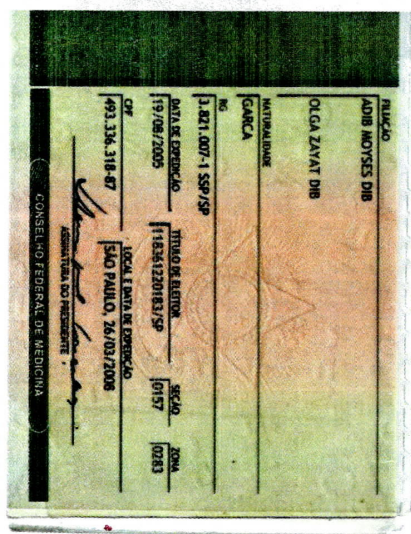 FILIAÇÃO
ADIB MOYSES DIB
OLGA ZAYAT DIB
NATURALIDADE
GARCA
RG
3.821.007-1 SSP/SP
DATA DE EXPEDIÇÃO TÍTULO DE ELEITOR SEÇÃO ZONA
19/08/2005 118361220183/SP 0157 0283
CPF LOCAL E DATA DE EXPEDIÇÃO
493.336.318-87 SÃO PAULO, 26/03/2008
ASSINATURA DO PRESIDENTE
CONSELHO FEDERAL DE MEDICINA